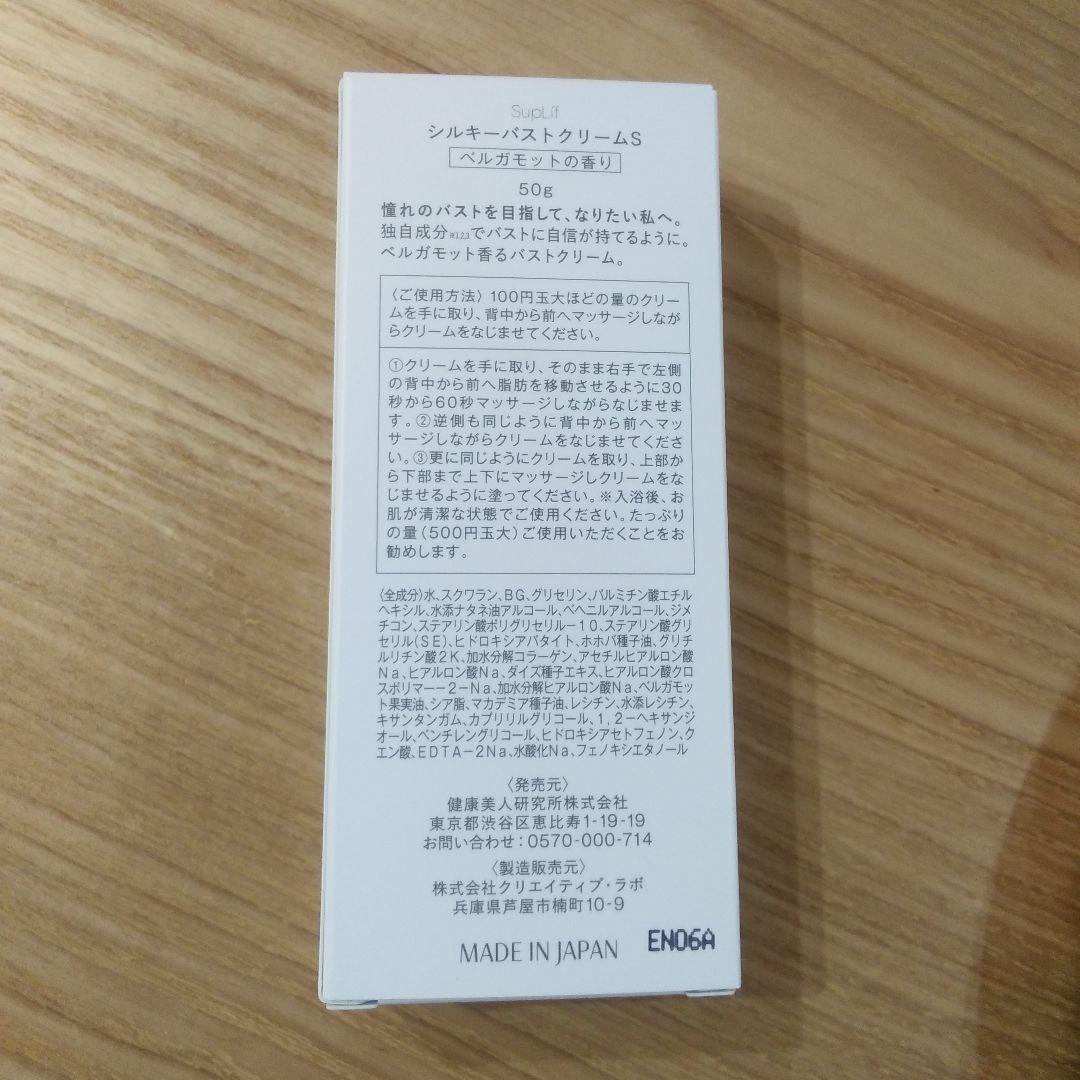 SupLif
シルキーバストクリームS
ベルガモットの香り
50g
憧れのバストを目指して、なりたい私へ。
独自成分※1,2,3でバストに自信が持てるように。
ベルガモット香るバストクリーム。
〈ご使用方法〉100円玉大ほどの量のクリー
ムを手に取り、背中から前へマッサージしなが
らクリームをなじませてください。
①クリームを手に取り、そのまま右手で左側
の背中から前へ脂肪を移動させるように30
秒から60秒マッサージしながらなじませま
す。②逆側も同じように背中から前へマッ
サージしながらクリームをなじませてくださ
い。③更に同じようにクリームを取り、上部か
ら下部まで上下にマッサージしクリームをな
じませるように塗ってください。※入浴後、お
肌が清潔な状態でご使用ください。たっぷり
の量(500円玉大)ご使用いただくことをお
勧めします。
〈全成分〉水、スクワラン、BG、グリセリン、パルミチン酸エチル
ヘキシル、水添ナタネ油アルコール、ベヘニルアルコール、ジメ
チコン、ステアリン酸ポリグリセリル-10、ステアリン酸グリ
セリル(SE)、ヒドロキシアパタイト、ホホバ種子油、グリチ
ルリチン酸2K、加水分解コラーゲン、アセチルヒアルロン酸
Na、ヒアルロン酸Na、ダイズ種子エキス、ヒアルロン酸クロ
スポリマー-2-Na、加水分解ヒアルロン酸Na、ベルガモッ
ト果実油、シア脂、マカデミア種子油、レシチン、水添レシチン、
キサンタンガム、カプリリルグリコール、1,2-ヘキサンジ
オール、ペンチレングリコール、ヒドロキシアセトフェノン、ク
エン酸、EDTA-2Na、水酸化Na、フェノキシエタノール
〈発売元〉
健康美人研究所株式会社
東京都渋谷区恵比寿1-19-19
お問い合わせ:0570-000-714
〈製造販売元〉
株式会社クリエイティブ・ラボ
兵庫県芦屋市楠町10-9
MADE IN JAPAN
EN06A